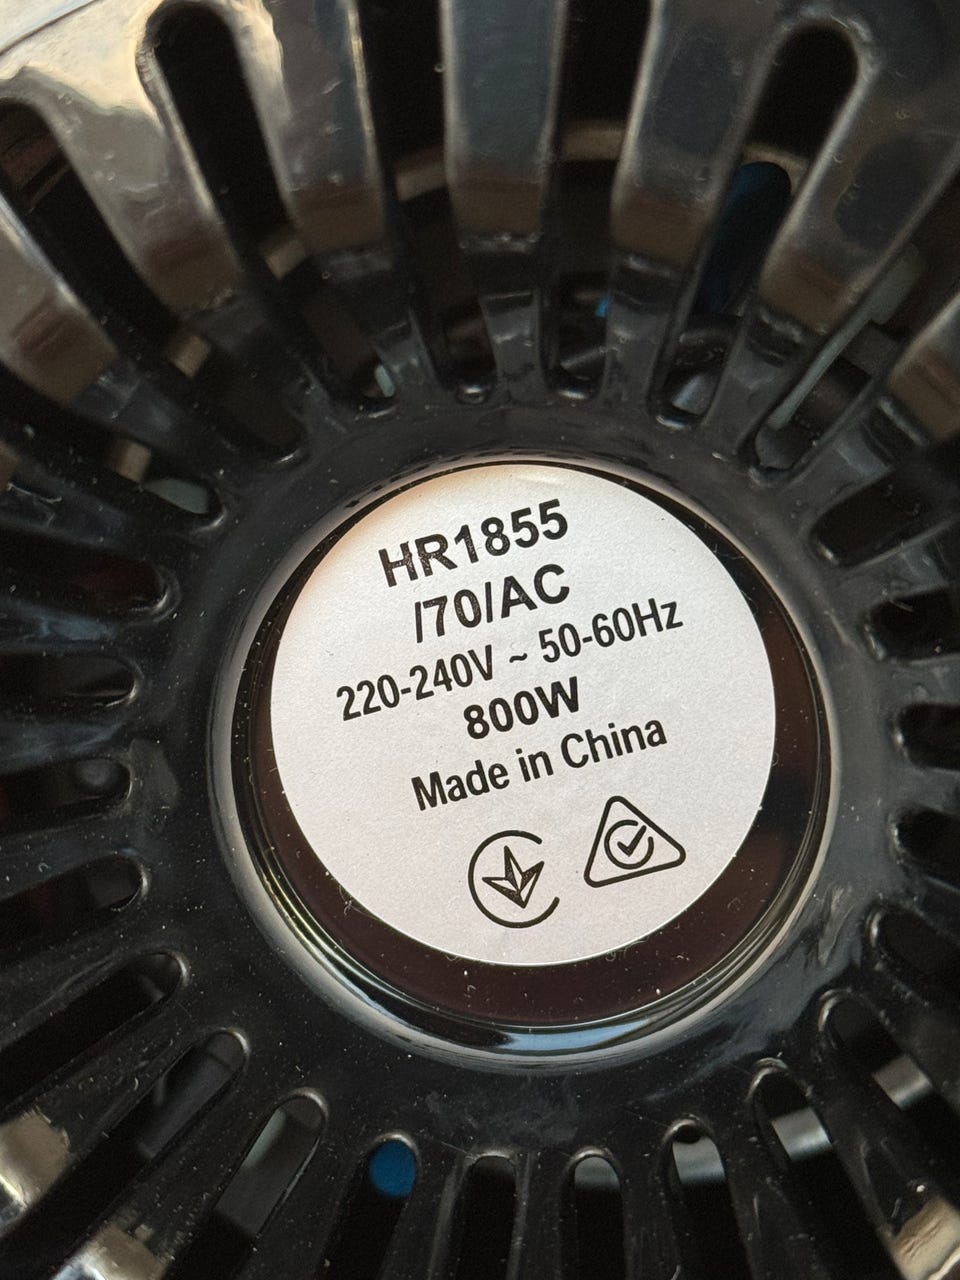 HR1855
/70/AC
220-240V ~ 50-60Hz
800W
Made in China